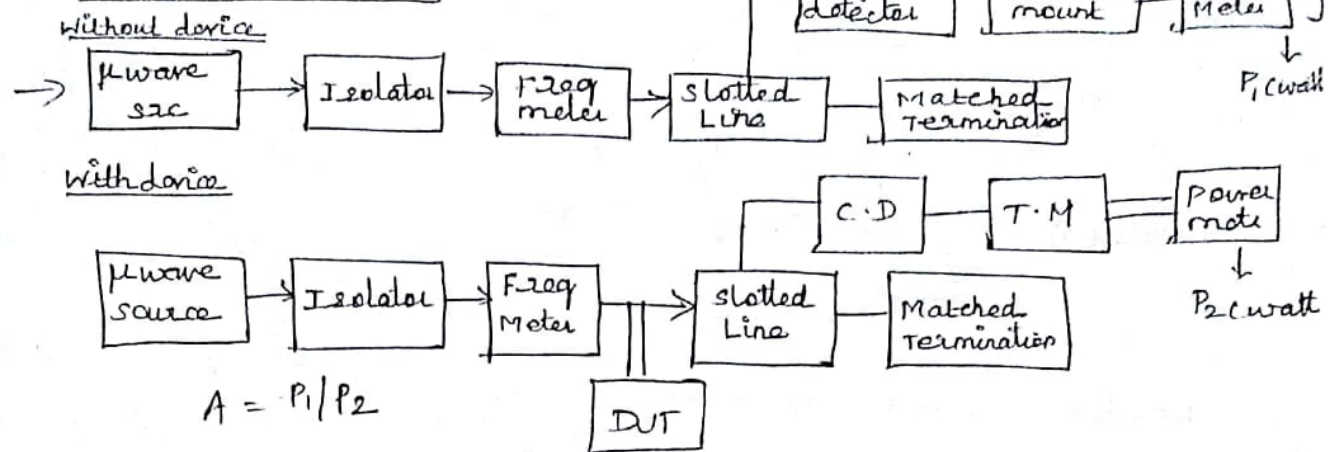 detector mount Meter
Without device
μwave src Isolator Freq meter Slotted Line Matched Termination P1 (watt
With device
C.D T.M Power mete
μwave source Isolator Freq Meter Slotted Line Matched Termination P2 (watt
A = P1/P2
DUT